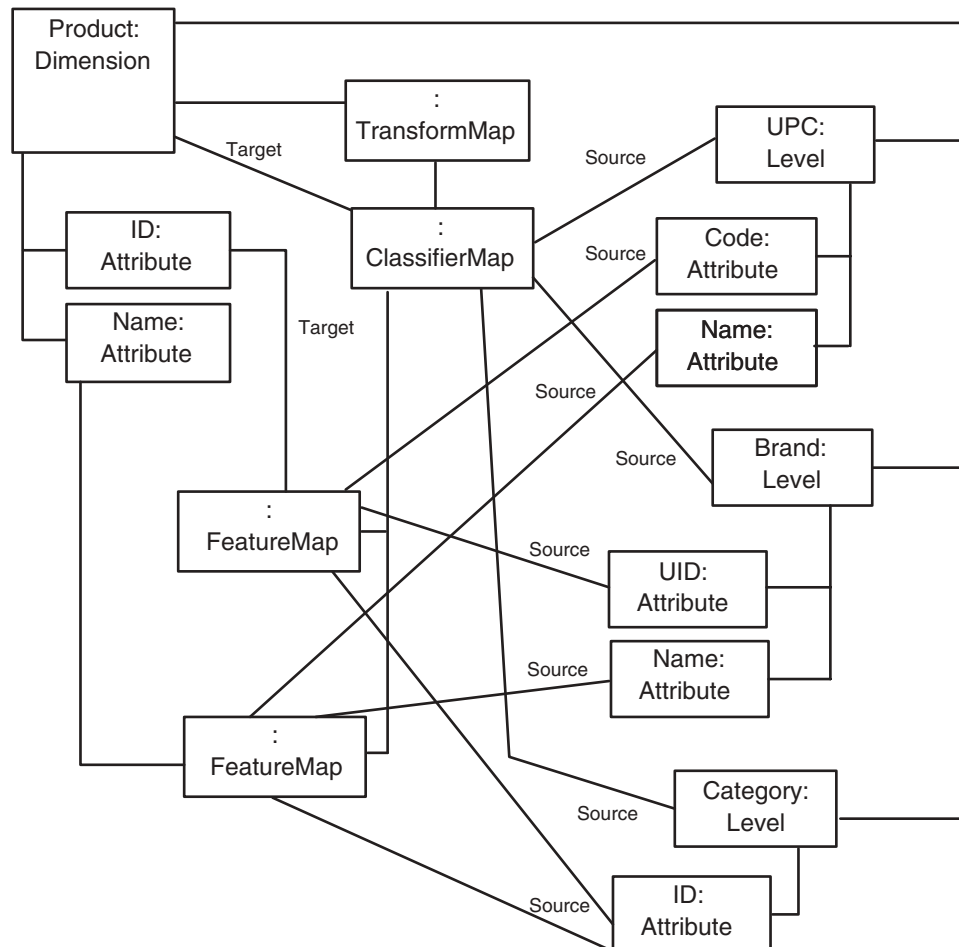 Product:
Dimension
:
TransformMap
UPC:
Level
Target
Source
:
ClassifierMap
ID:
Attribute
Source
Code:
Attribute
Name:
Attribute
Target
Name:
Attribute
Source
Brand:
Level
Source
:
FeatureMap
Source
UID:
Attribute
Source
Name:
Attribute
:
FeatureMap
Category:
Level
Source
ID:
Attribute
Source